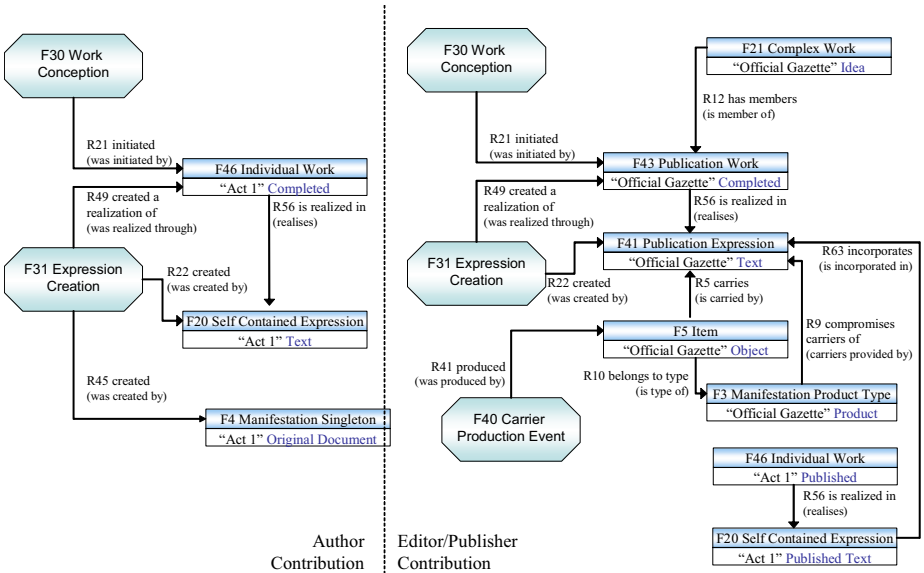 F30 Work
Conception
R21 initiated
(was initiated by)
F46 Individual Work
“Act 1” Completed
R49 created a
realization of
(was realized through)
R56 is realized in
(realises)
F31 Expression
Creation
R22 created
(was created by)
F20 Self Contained Expression
“Act 1” Text
R45 created
(was created by)
F4 Manifestation Singleton
“Act 1” Original Document
Author
Contribution
F30 Work
Conception
F21 Complex Work
“Official Gazette” Idea
R12 has members
(is member of)
R21 initiated
(was initiated by)
F43 Publication Work
“Official Gazette” Completed
R49 created a
realization of
(was realized through)
R56 is realized in
(realises)
F41 Publication Expression
“Official Gazette” Text
R63 incorporates
(is incorporated in)
F31 Expression
Creation
R22 created
(was created by)
R5 carries
(is carried by)
F5 Item
“Official Gazette” Object
R9 compromises
carriers of
(carriers provided by)
R41 produced
(was produced by)
R10 belongs to type
(is type of)
F3 Manifestation Product Type
“Official Gazette” Product
F40 Carrier
Production Event
F46 Individual Work
“Act 1” Published
R56 is realized in
(realises)
F20 Self Contained Expression
“Act 1” Published Text
Editor/Publisher
Contribution